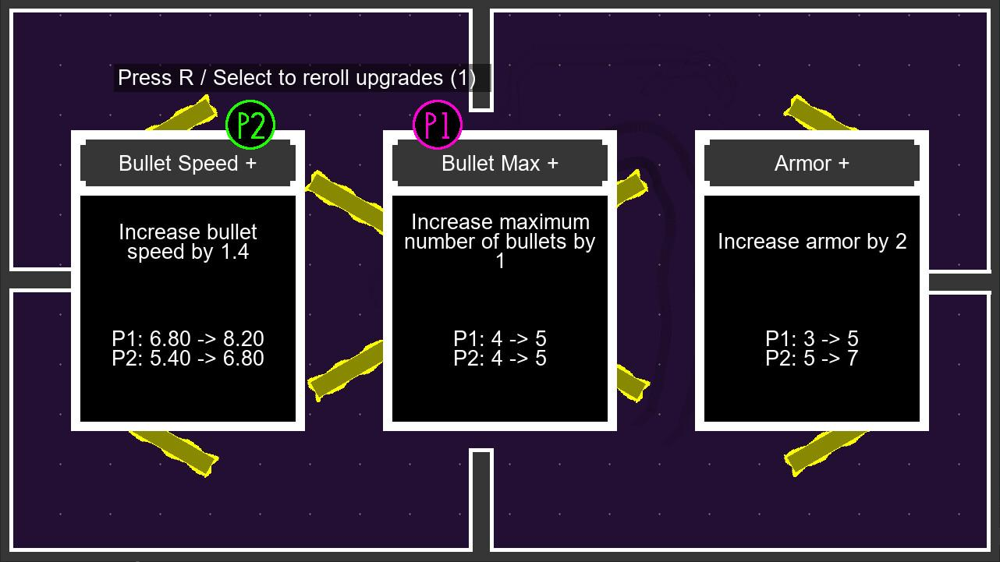 Press R / Select to reroll upgrades (1)
P2
P1
Bullet Speed +
Increase bullet
speed by 1.4
P1: 6.80 -> 8.20
P2: 5.40 -> 6.80
Bullet Max +
Increase maximum
number of bullets by
1
P1: 4 -> 5
P2: 4 -> 5
Armor +
Increase armor by 2
P1: 3 -> 5
P2: 5 -> 7